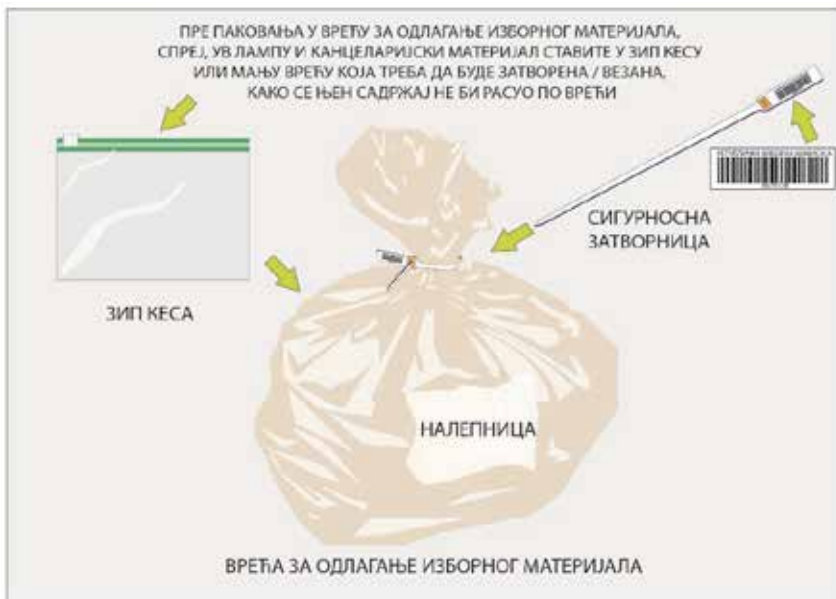 ПРЕ ПАКОВАЊА У ВРЕЋУ ЗА ОДЛАГАЊЕ ИЗБОРНОГ МАТЕРИЈАЛА,
СПРЕЈ, УВ ЛАМПУ И КАНЦЕЛАРИЈСКИ МАТЕРИЈАЛ СТАВИТЕ У ЗИП КЕСУ
ИЛИ МАЊУ ВРЕЋУ КОЈА ТРЕБА ДА БУДЕ ЗАТВОРЕНА / ВЕЗАНА,
КАКО СЕ ЊЕН САДРЖАЈ НЕ БИ РАСУО ПО ВРЕЋИ
СИГУРНОСНА
ЗАТВОРНИЦА
ЗИП КЕСА
НАЛЕПНИЦА
ВРЕЋА ЗА ОДЛАГАЊЕ ИЗБОРНОГ МАТЕРИЈАЛА